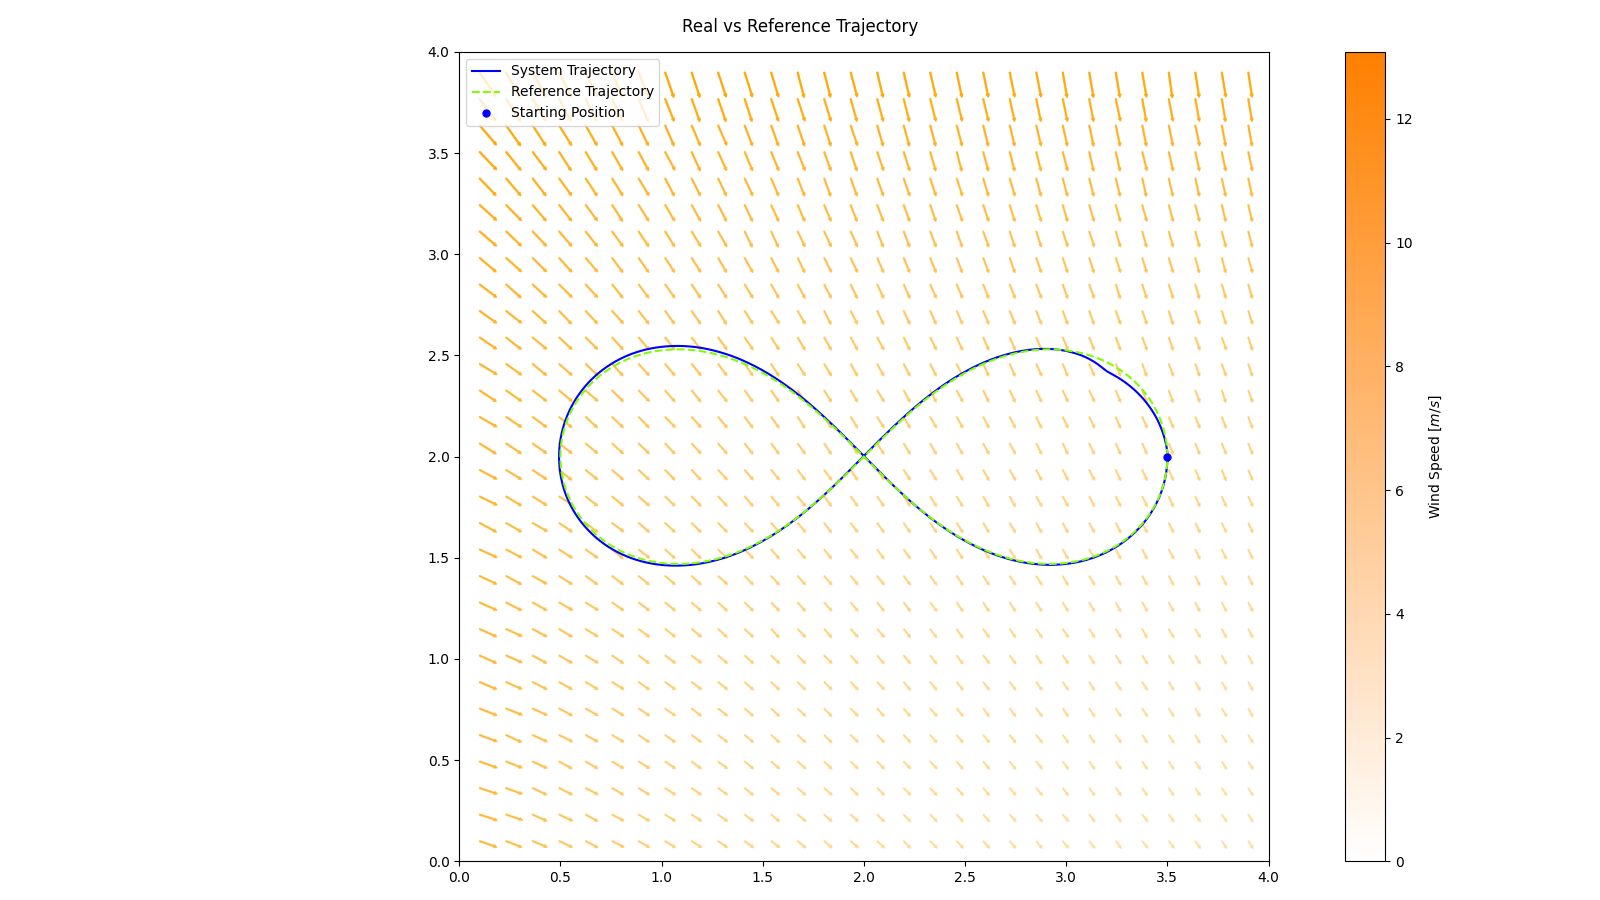 Real vs Reference Trajectory
System Trajectory
Reference Trajectory
Starting Position
4.0
3.5
3.0
2.5
2.0
1.5
1.0
0.5
0.0
0.0 0.5 1.0 1.5 2.0 2.5 3.0 3.5 4.0
12
10
8
6
4
2
0
Wind Speed [m/s]